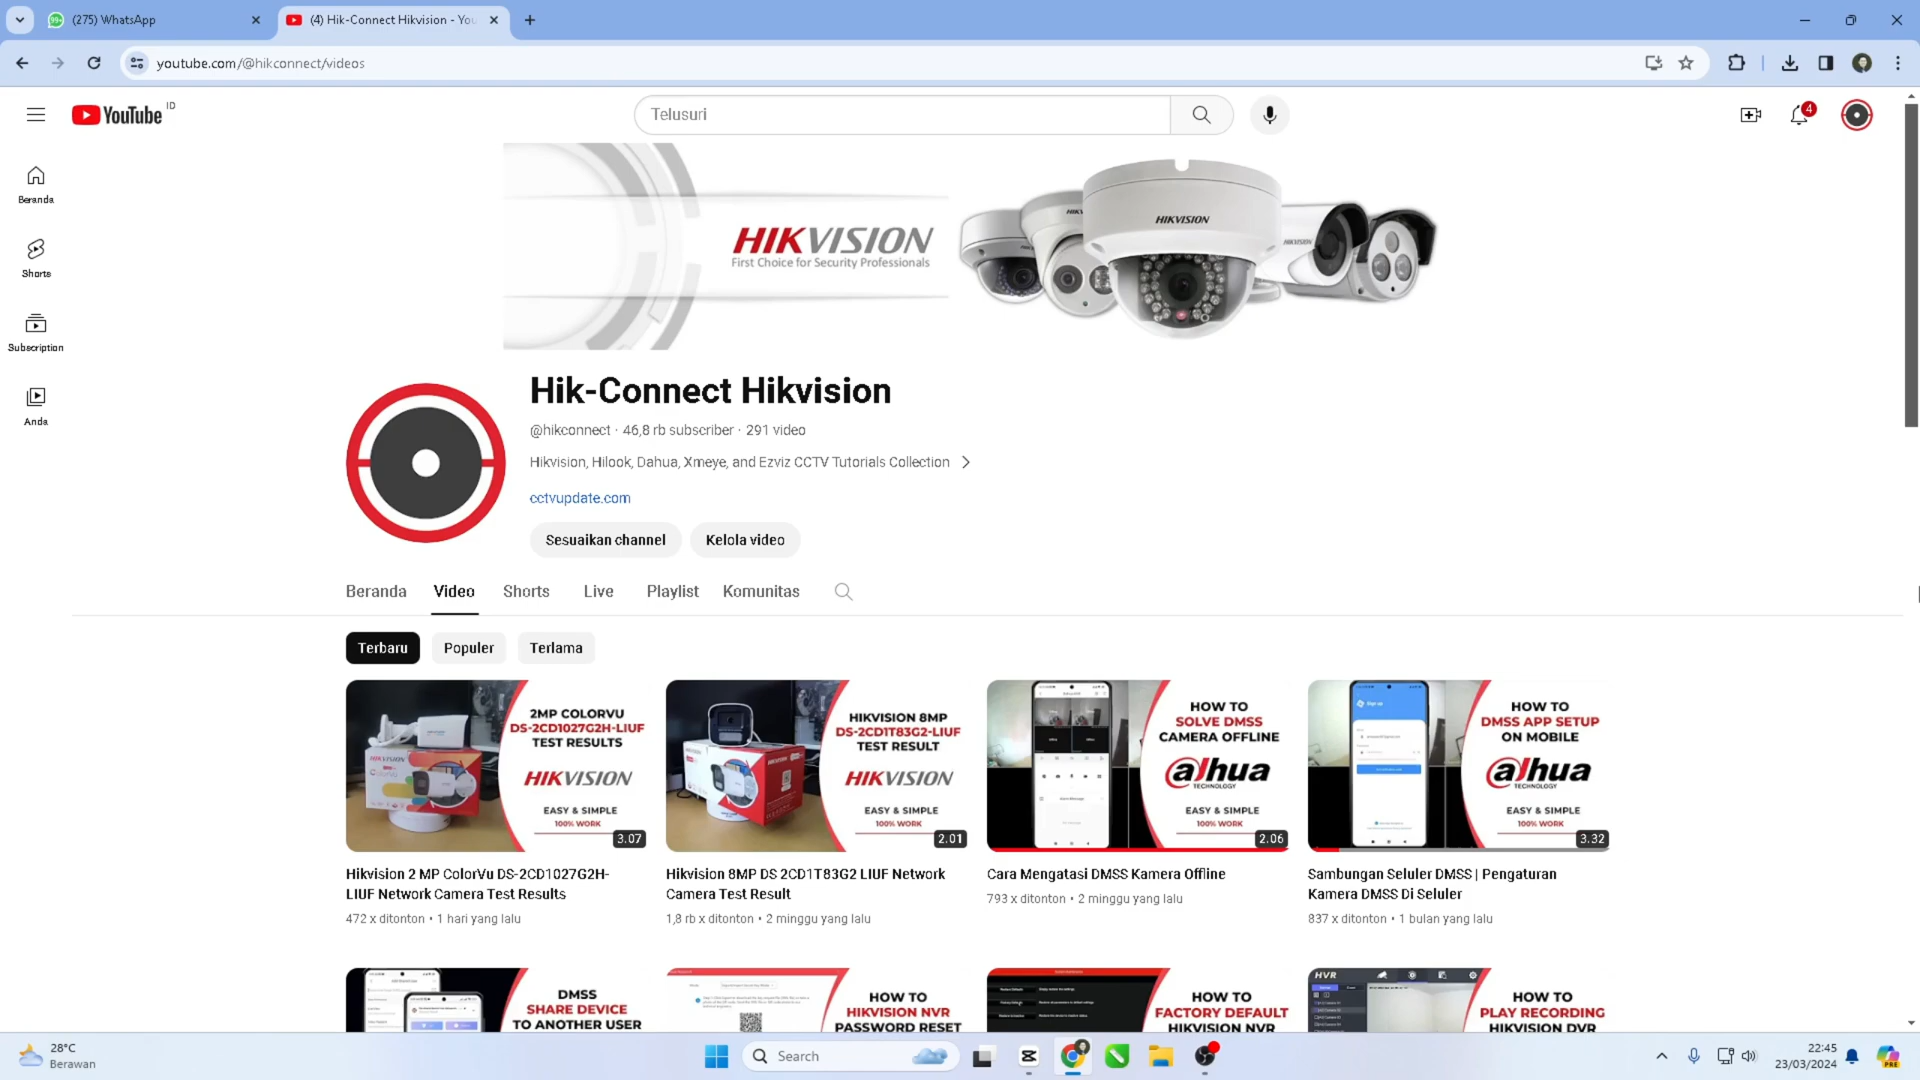 (275) WhatsApp
(4) Hik-Connect Hikvision - You
youtube.com/@hikconnect/videos
YouTube ID
Telusuri
4
Beranda
Shorts
Subscription
Anda
HIKVISION
First Choice for Security Professionals
HIKVISION
HIKVISION
Hik-Connect Hikvision
@hikconnect · 46,8 rb subscriber · 291 video
Hikvision, Hilook, Dahua, Xmeye, and Ezviz CCTV Tutorials Collection
cctvupdate.com
Sesuaikan channel
Kelola video
Beranda
Video
Shorts
Live
Playlist
Komunitas
Terbaru
Populer
Terlama
2MP COLORVU
DS-2CD1027G2H-LIUF
TEST RESULTS
HIKVISION
EASY & SIMPLE
100% WORK
3.07
Hikvision 2 MP ColorVu DS-2CD1027G2H-
LIUF Network Camera Test Results
472 x ditonton • 1 hari yang lalu
HIKVISION 8MP
DS-2CD1T83G2-LIUF
TEST RESULT
HIKVISION
EASY & SIMPLE
100% WORK
2.01
Hikvision 8MP DS 2CD1T83G2 LIUF Network
Camera Test Result
1,8 rb x ditonton • 2 minggu yang lalu
HOW TO
SOLVE DMSS
CAMERA OFFLINE
alhua
TECHNOLOGY
EASY & SIMPLE
100% WORK
2.06
Cara Mengatasi DMSS Kamera Offline
793 x ditonton • 2 minggu yang lalu
HOW TO
DMSS APP SETUP
ON MOBILE
alhua
TECHNOLOGY
EASY & SIMPLE
100% WORK
3.32
Sambungan Seluler DMSS | Pengaturan
Kamera DMSS Di Seluler
837 x ditonton • 1 bulan yang lalu
DMSS
SHARE DEVICE
TO ANOTHER USER
HOW TO
HIKVISION NVR
PASSWORD RESET
HOW TO
FACTORY DEFAULT
HIKVISION NVR
HVR
HOW TO
PLAY RECORDING
HIKVISION DVR
28°C
Berawan
Search
22:45
23/03/2024
PRE